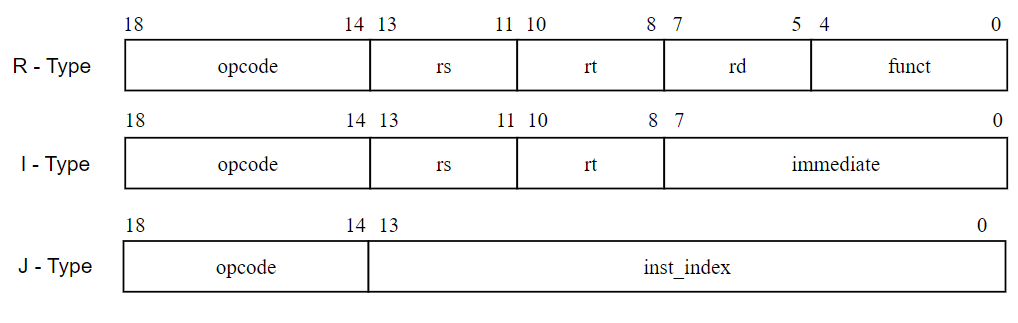 18 14 13 11 10 8 7 5 4 0
R - Type opcode rs rt rd funct
18 14 13 11 10 8 7 0
I - Type opcode rs rt immediate
18 14 13 0
J - Type opcode inst_index